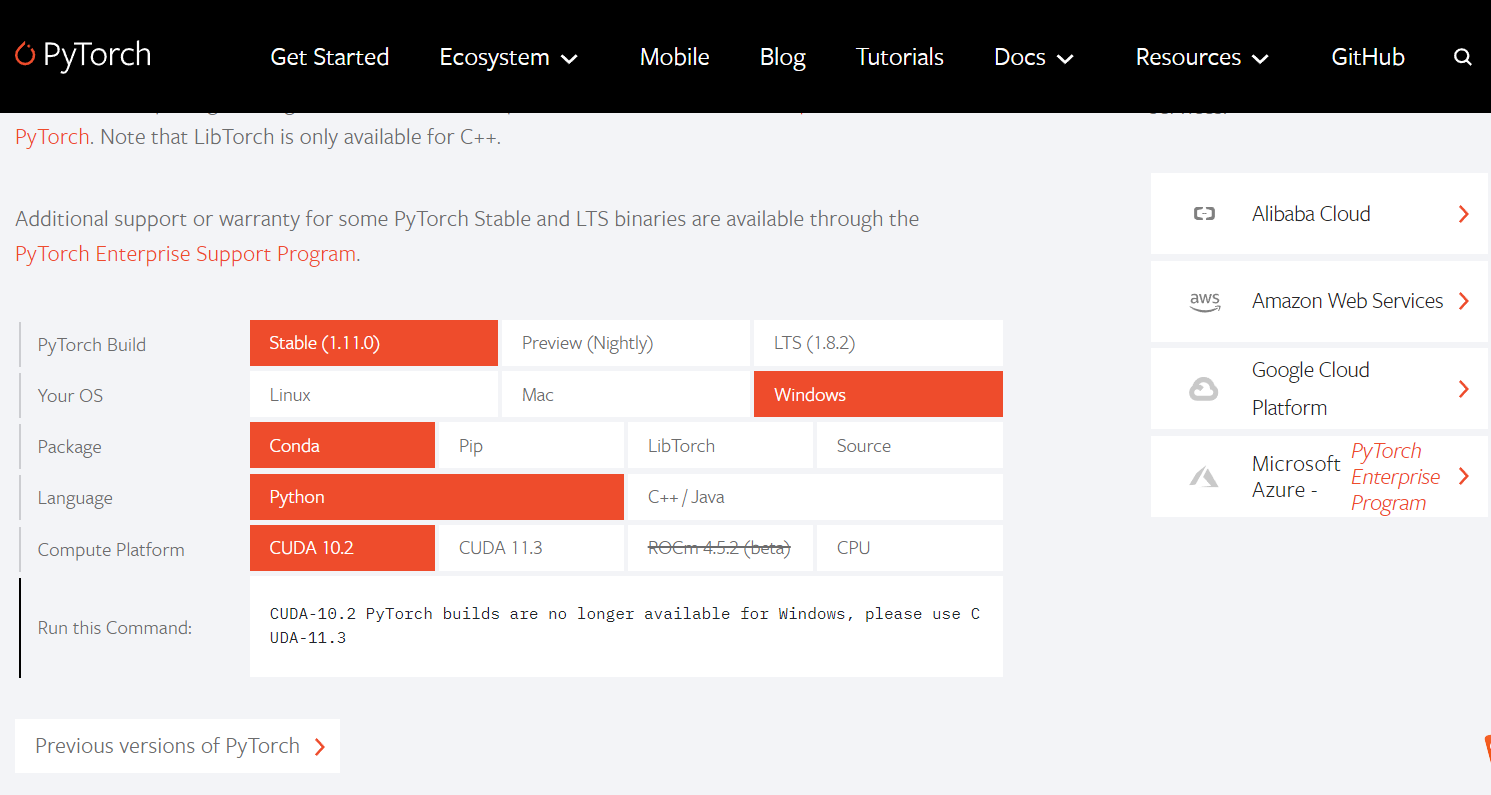 PyTorch
Get Started
Ecosystem
Mobile
Blog
Tutorials
Docs
Resources
GitHub
PyTorch. Note that LibTorch is only available for C++.
Additional support or warranty for some PyTorch Stable and LTS binaries are available through the
PyTorch Enterprise Support Program.
PyTorch Build
Stable (1.11.0)
Preview (Nightly)
LTS (1.8.2)
Your OS
Linux
Mac
Windows
Package
Conda
Pip
LibTorch
Source
Language
Python
C++ / Java
Compute Platform
CUDA 10.2
CUDA 11.3
ROCm 4.5.2 (beta)
CPU
Run this Command:
CUDA-10.2 PyTorch builds are no longer available for Windows, please use C
UDA-11.3
Previous versions of PyTorch
Alibaba Cloud
aws
Amazon Web Services
Google Cloud
Platform
Microsoft
Azure -
PyTorch
Enterprise
Program